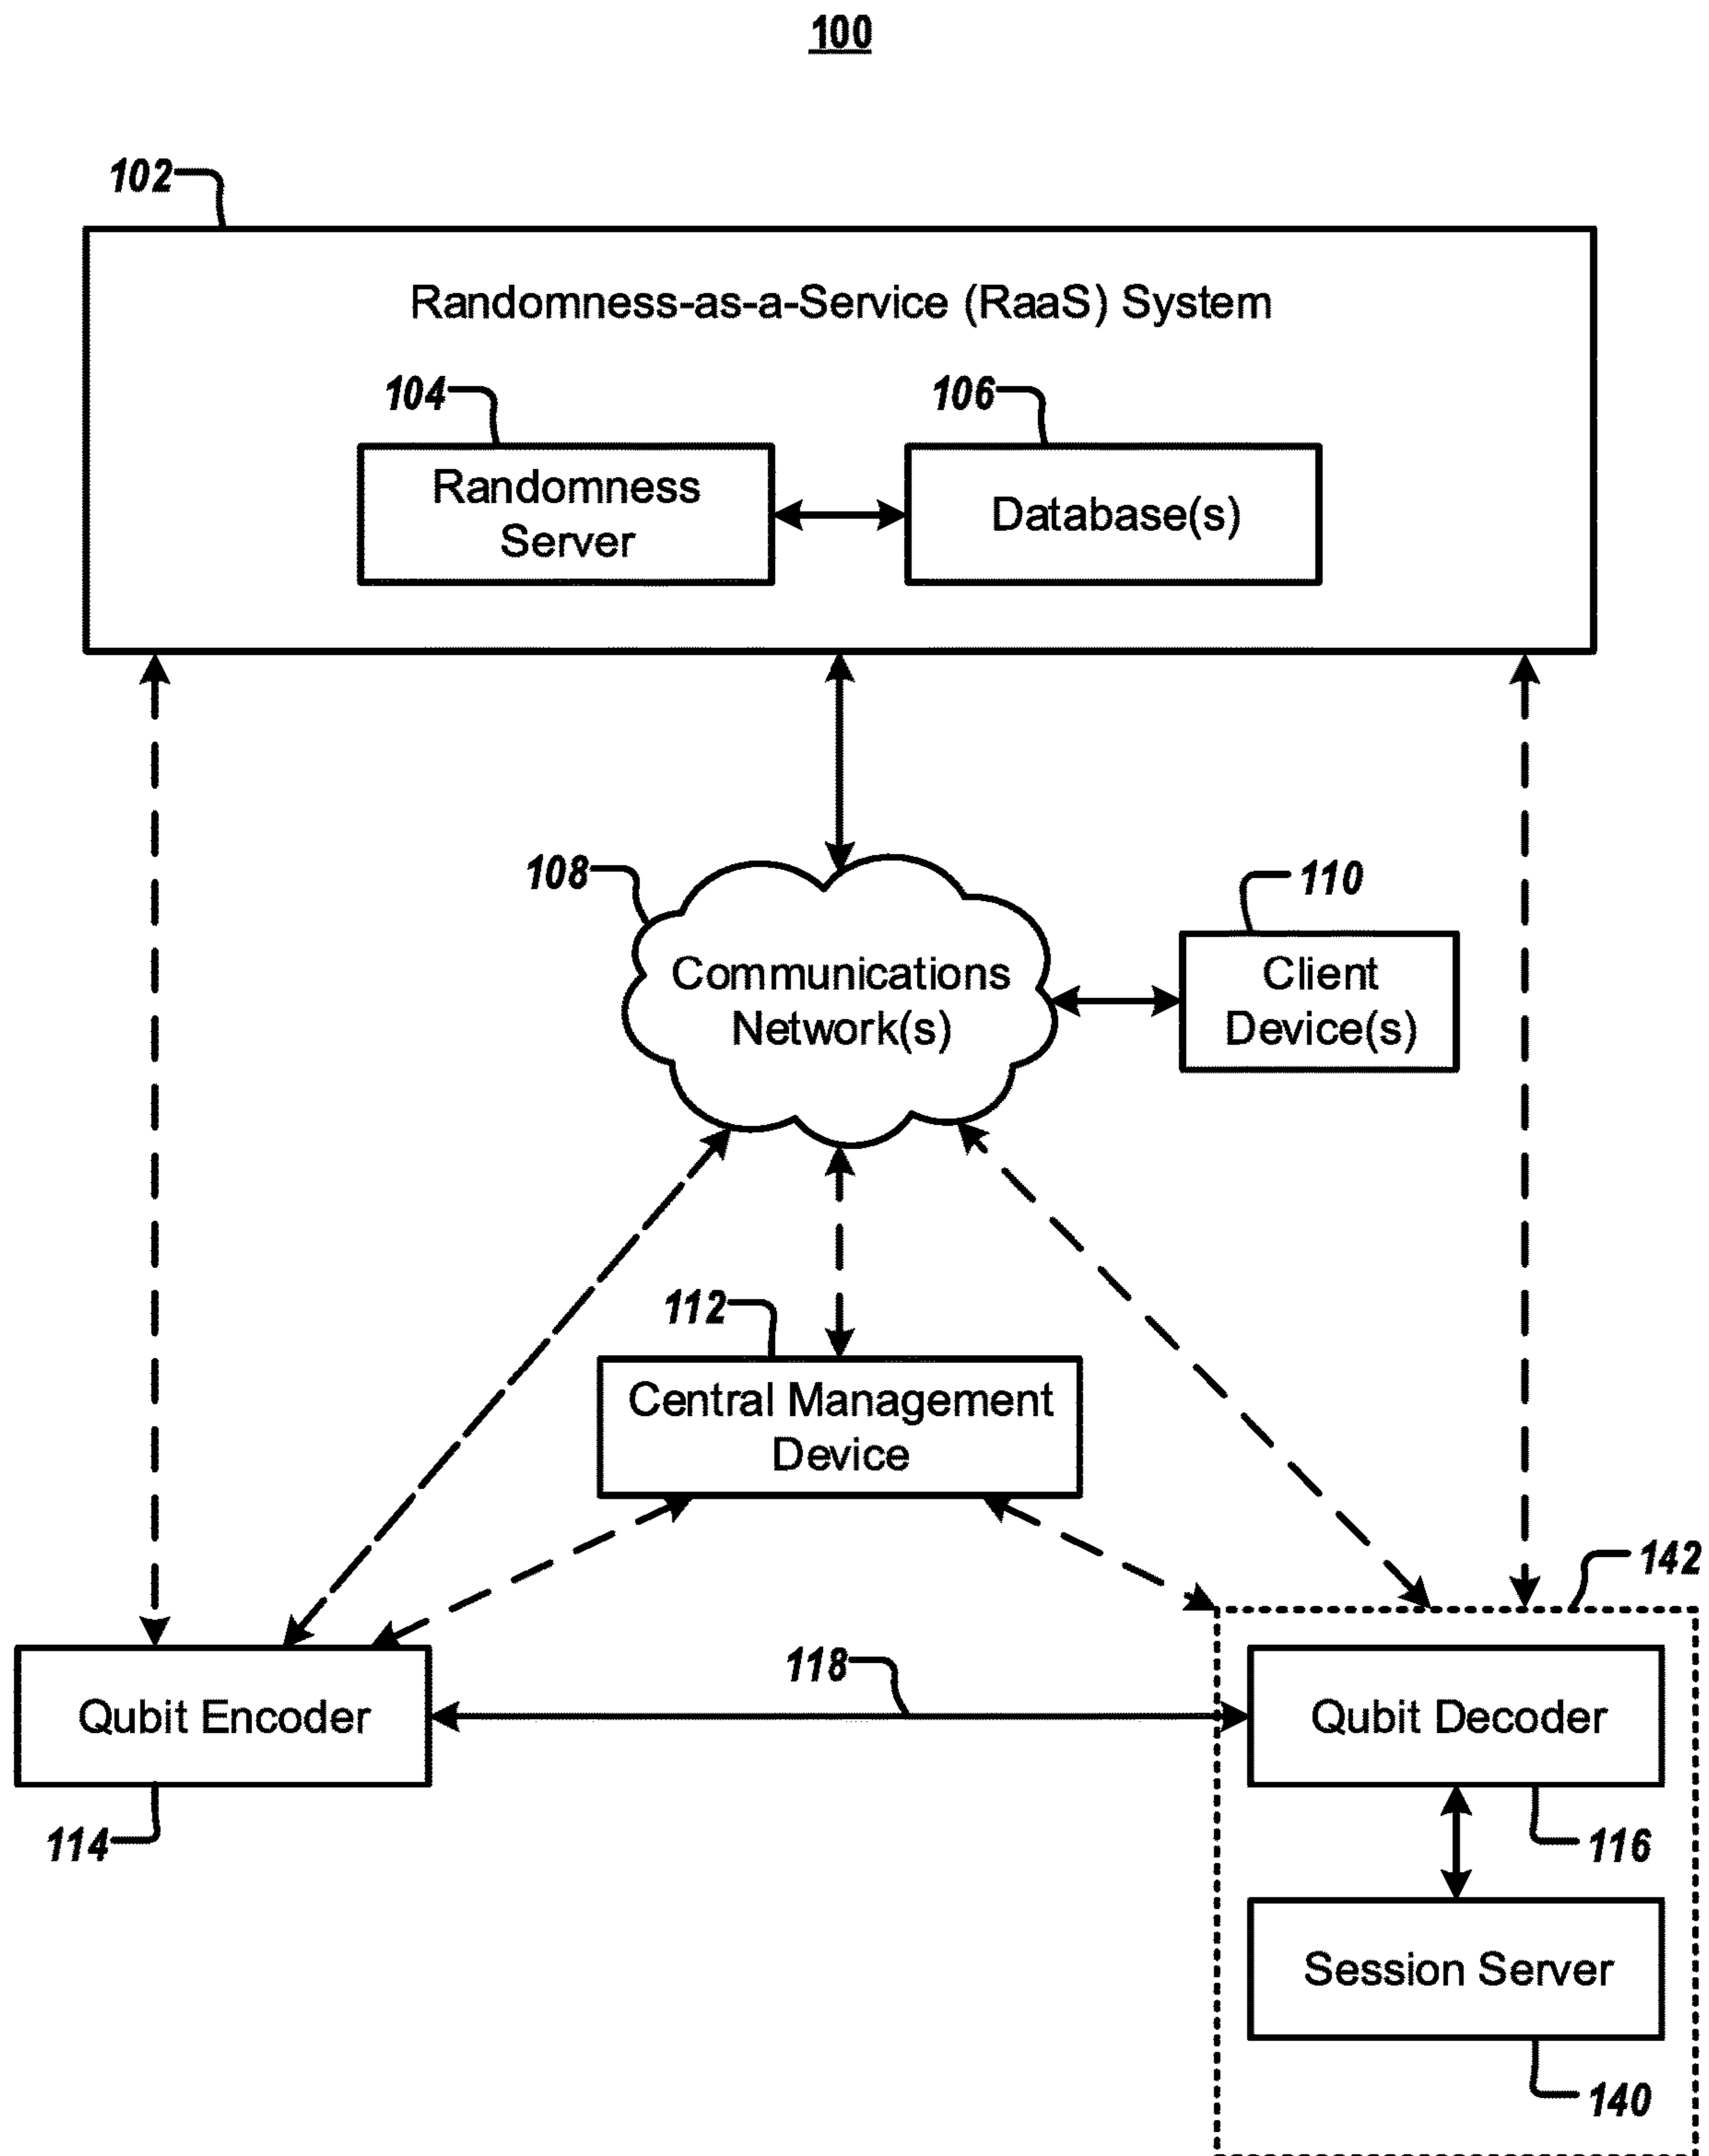 100
102
Randomness-as-a-Service (RaaS) System
104
106
Randomness
Server
Database(s)
108
110
Communications
Network(s)
Client
Device(s)
112
Central Management
Device
142
118
Qubit Encoder
Qubit Decoder
114
116
Session Server
140